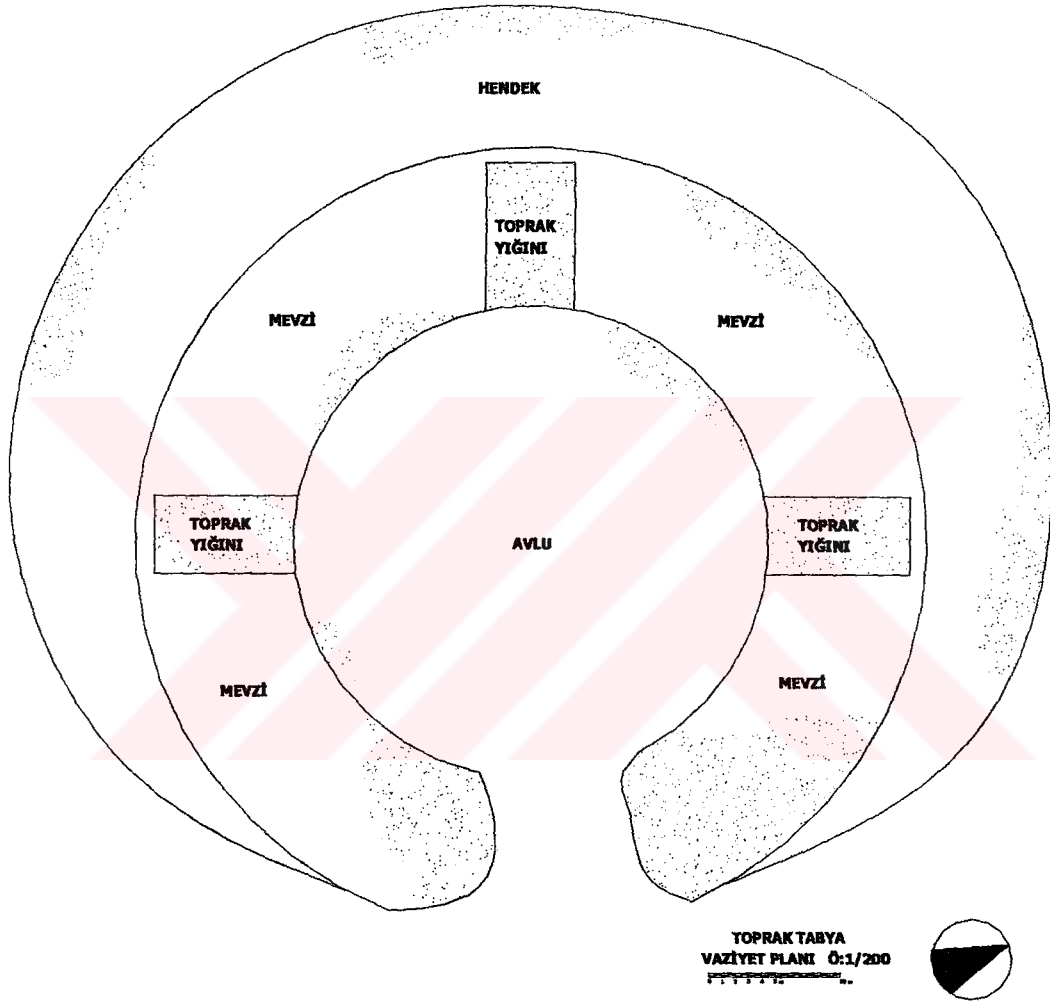 HENDEK
TOPRAK
YIĞINI
MEVZİ
MEVZİ
TOPRAK
YIĞINI
AVLU
TOPRAK
YIĞINI
MEVZİ
MEVZİ
TOPRAK TABYA
VAZİYET PLANI Ö:1/200